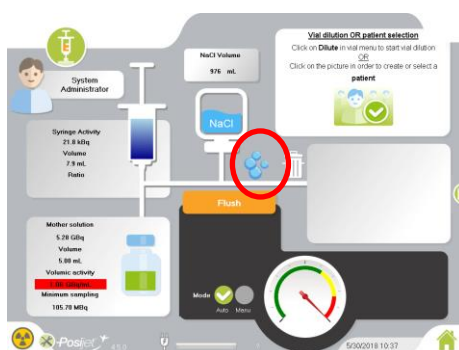 Vial dilution OR patient selection
Click on Dilute in vial menu to start vial dilution
OR
Click on the picture in order to create or select a
patient
System
Administrator
NaCl Volume
976 mL
NaCl
Syringe Activity
21.8 kBq
Volume
7.9 mL
Ratio
Flush
Mother solution
5.28 GBq
Volume
5.00 mL
Volumic activity
Minimum sampling
105.70 MBq
Mode
Auto
Menu
Posijet
5/30/2018 10:37